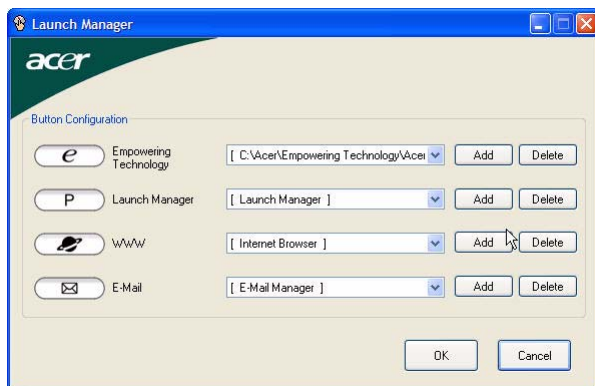 Launch Manager
acer
Button Configuration
e Empowering Technology [ C:\Acer\Empowering Technology\Acer Add Delete
P Launch Manager [ Launch Manager ] Add Delete
WWW [ Internet Browser ] Add Delete
E-Mail [ E-Mail Manager ] Add Delete
OK Cancel